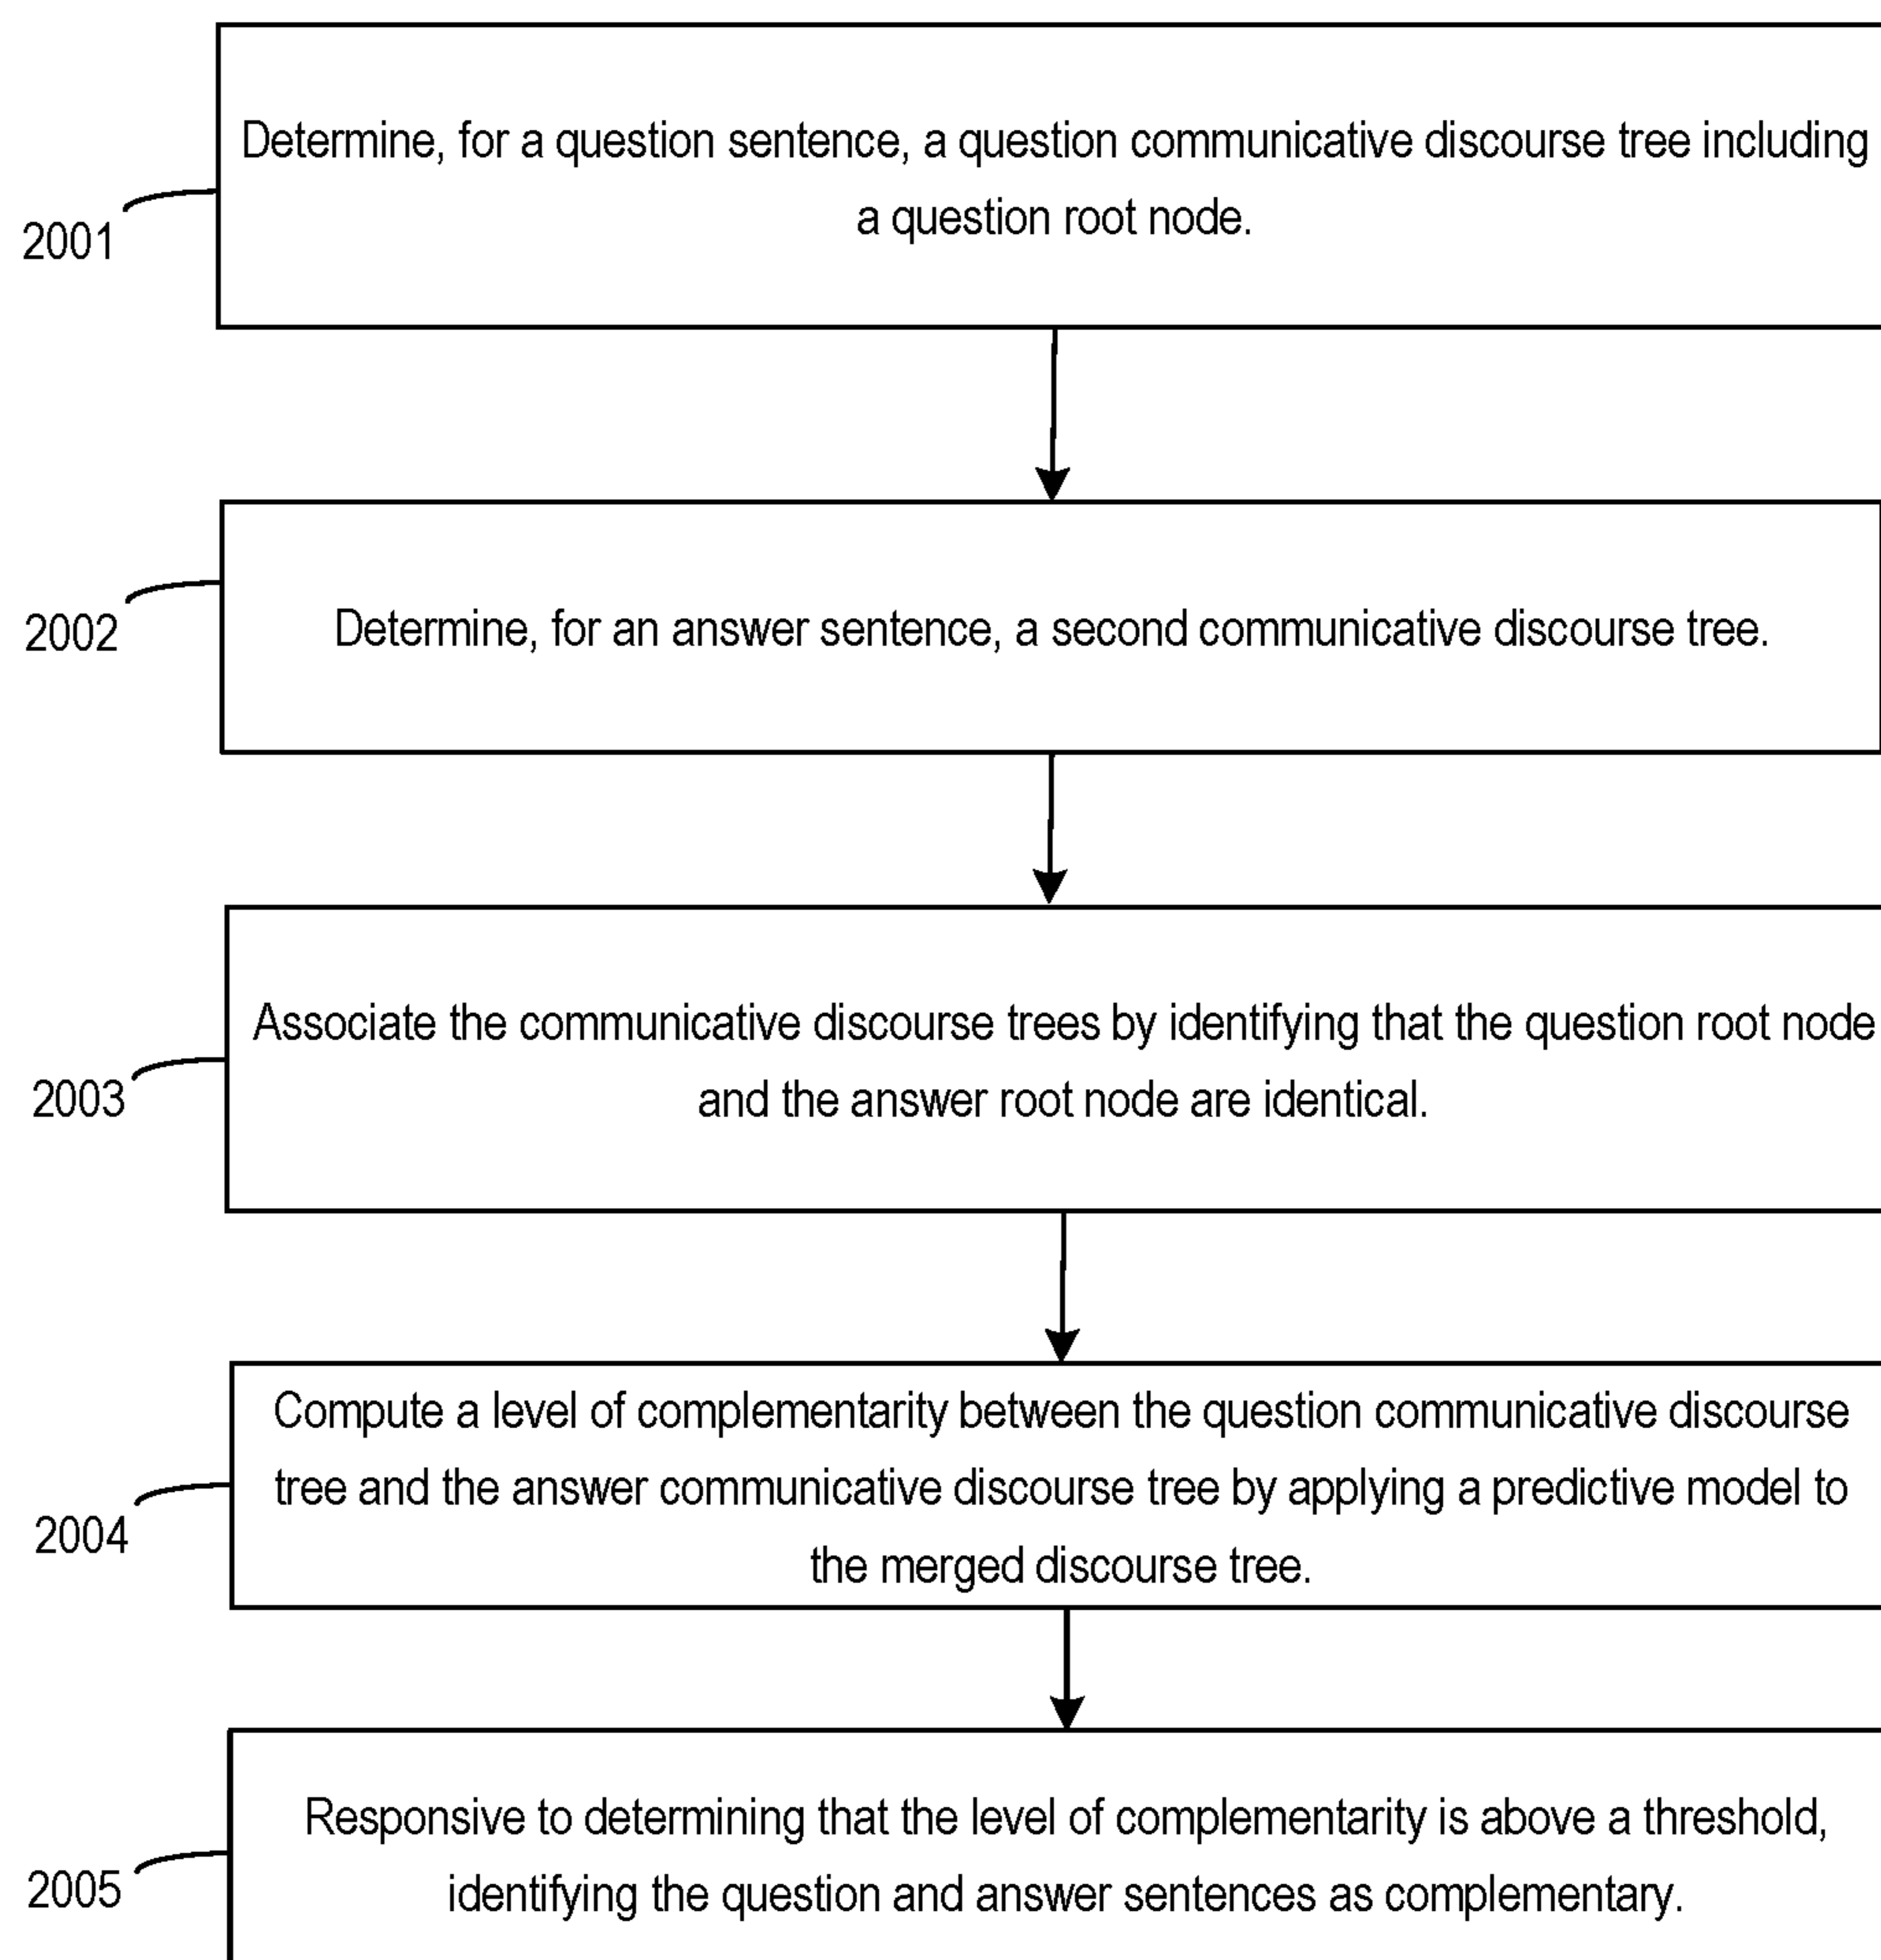 Determine, for a question sentence, a question communicative discourse tree including
a question root node.
2001
Determine, for an answer sentence, a second communicative discourse tree.
2002
Associate the communicative discourse trees by identifying that the question root node
and the answer root node are identical.
2003
Compute a level of complementarity between the question communicative discourse
tree and the answer communicative discourse tree by applying a predictive model to
the merged discourse tree.
2004
Responsive to determining that the level of complementarity is above a threshold,
identifying the question and answer sentences as complementary.
2005